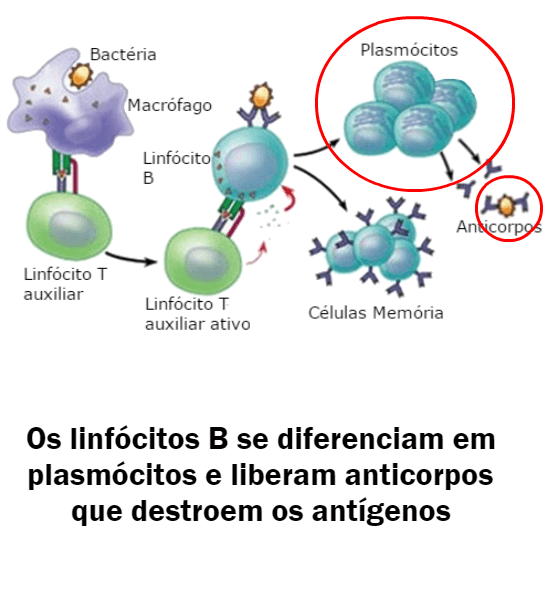 Bactéria
Plasmócitos
Macrófago
Linfócito
B
Anticorpos
Linfócito T
auxiliar
Linfócito T
auxiliar ativo
Células Memória
Os linfócitos B se diferenciam em
plasmócitos e liberam anticorpos
que destroem os antígenos